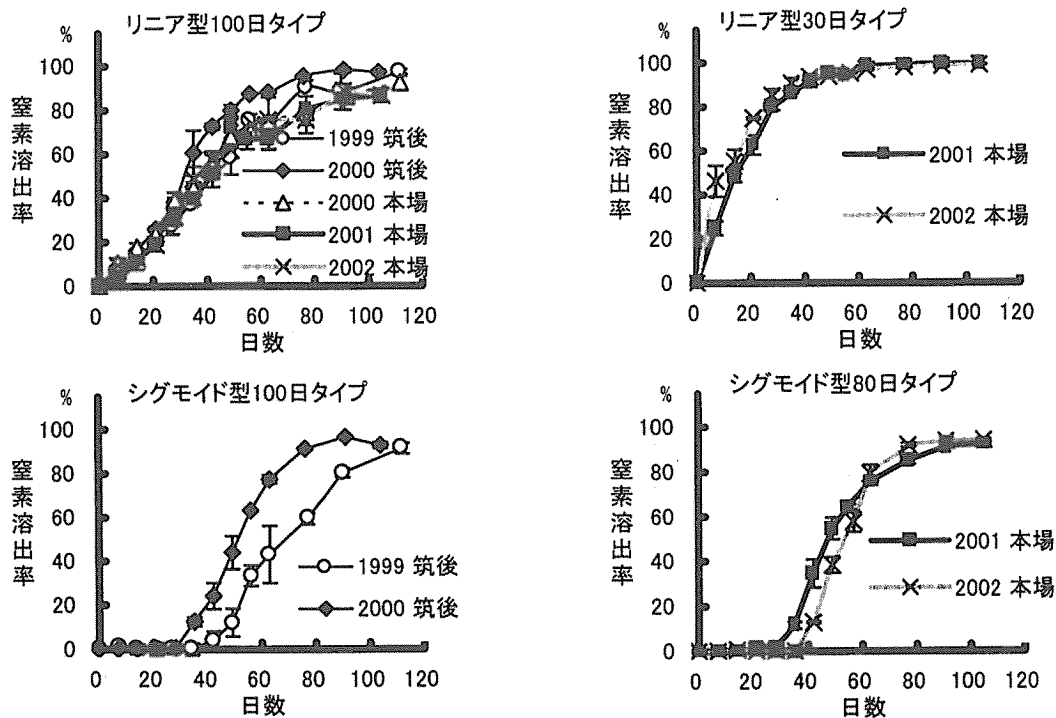 リニア型100日タイプ
%
100
80
60
40
20
0
窒素溶出率
0 20 40 60 80 100 120
日数
1999 筑後
2000 筑後
2000 本場
2001 本場
2002 本場
リニア型30日タイプ
%
100
80
60
40
20
0
窒素溶出率
0 20 40 60 80 100 120
日数
2001 本場
2002 本場
シグモイド型100日タイプ
%
100
80
60
40
20
0
窒素溶出率
0 20 40 60 80 100 120
日数
1999 筑後
2000 筑後
シグモイド型80日タイプ
%
100
80
60
40
20
0
窒素溶出率
0 20 40 60 80 100 120
日数
2001 本場
2002 本場